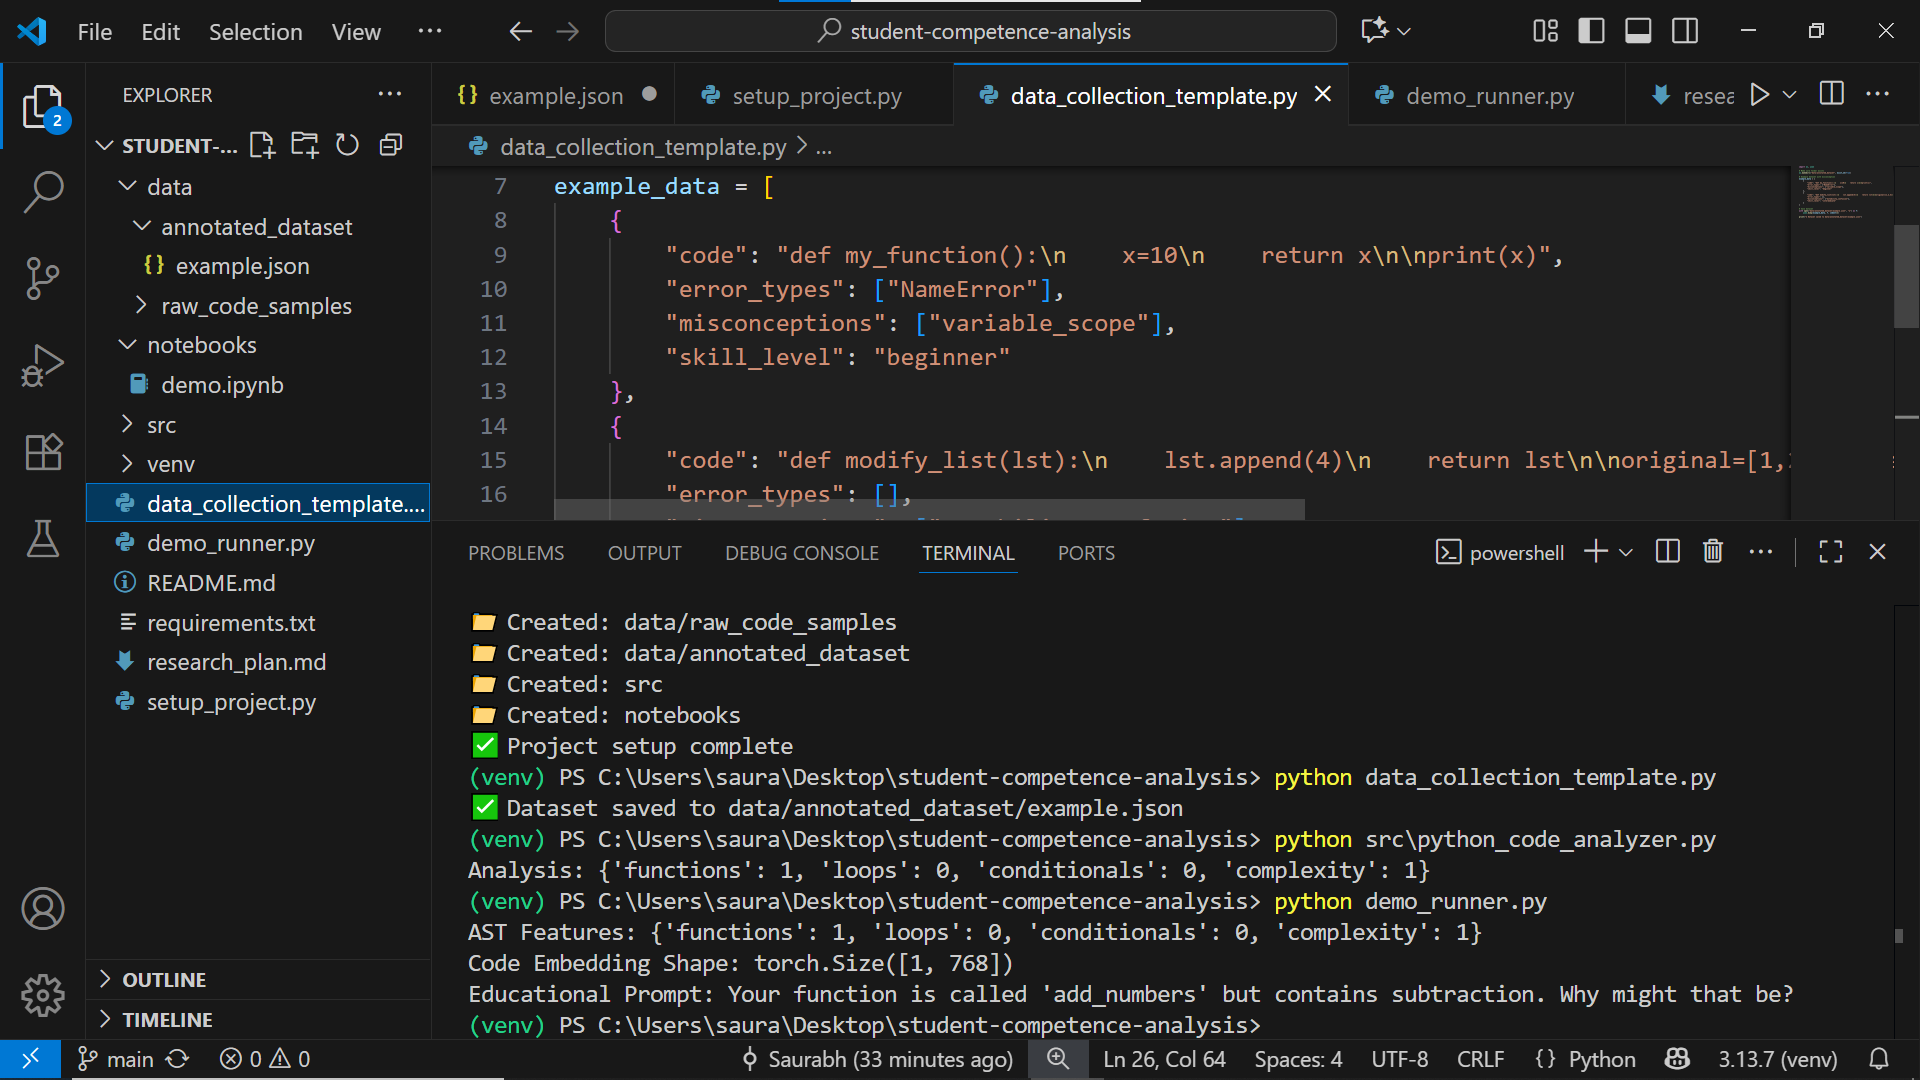 File Edit Selection View ... student-competence-analysis
EXPLORER ...
2
STUDENT-...
data
annotated_dataset
{} example.json
raw_code_samples
notebooks
demo.ipynb
src
venv
data_collection_template....
demo_runner.py
README.md
requirements.txt
research_plan.md
setup_project.py
OUTLINE
TIMELINE
{} example.json setup_project.py data_collection_template.py demo_runner.py resea
data_collection_template.py > ...
7 example_data = [
8 {
9 "code": "def my_function():\n    x=10\n    return x\n\nprint(x)",
10 "error_types": ["NameError"],
11 "misconceptions": ["variable_scope"],
12 "skill_level": "beginner"
13 },
14 {
15 "code": "def modify_list(lst):\n    lst.append(4)\n    return lst\n\noriginal=[1,
16 "error_types": [],
PROBLEMS OUTPUT DEBUG CONSOLE TERMINAL PORTS powershell
Created: data/raw_code_samples
Created: data/annotated_dataset
Created: src
Created: notebooks
✅ Project setup complete
(venv) PS C:\Users\saura\Desktop\student-competence-analysis> python data_collection_template.py
✅ Dataset saved to data/annotated_dataset/example.json
(venv) PS C:\Users\saura\Desktop\student-competence-analysis> python src\python_code_analyzer.py
Analysis: {'functions': 1, 'loops': 0, 'conditionals': 0, 'complexity': 1}
(venv) PS C:\Users\saura\Desktop\student-competence-analysis> python demo_runner.py
AST Features: {'functions': 1, 'loops': 0, 'conditionals': 0, 'complexity': 1}
Code Embedding Shape: torch.Size([1, 768])
Educational Prompt: Your function is called 'add_numbers' but contains subtraction. Why might that be?
(venv) PS C:\Users\saura\Desktop\student-competence-analysis>
main 0 0 Saurabh (33 minutes ago) Ln 26, Col 64 Spaces: 4 UTF-8 CRLF {} Python 3.13.7 (venv)